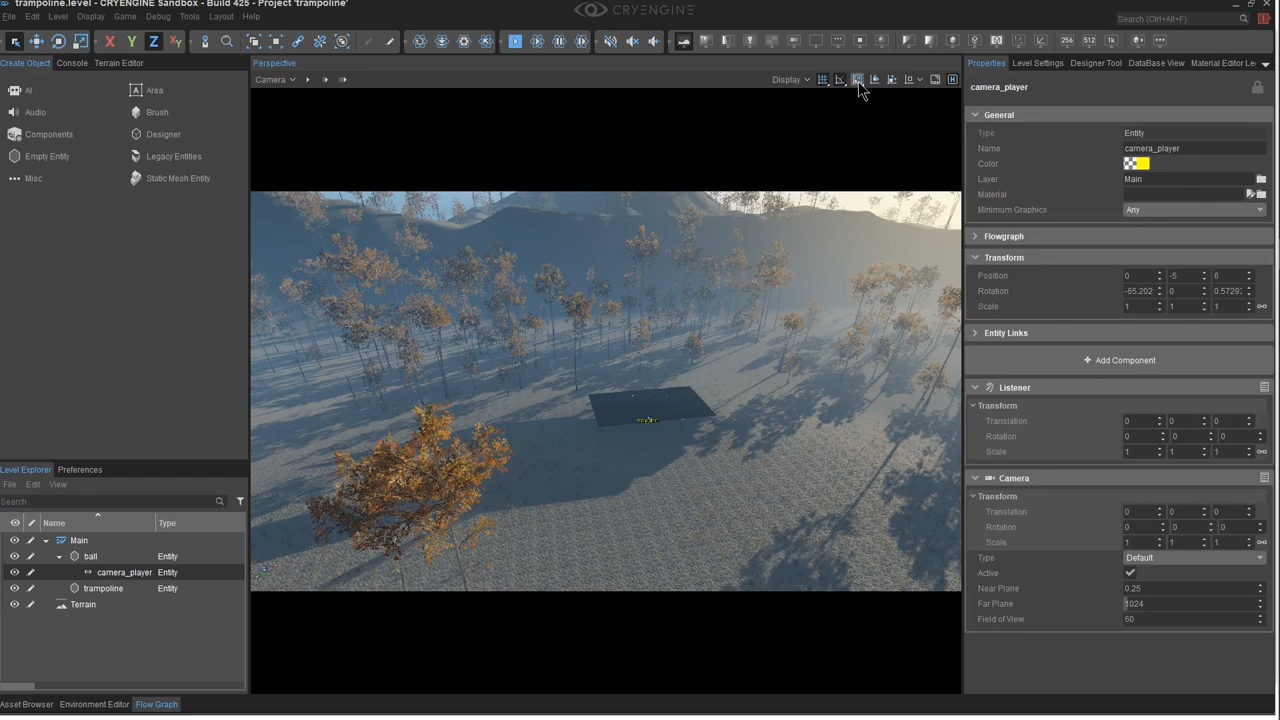 trampoline.level - CRYENGINE Sandbox - Build 425 - Project 'trampoline'
CRYENGINE
File Edit Level Display Game Debug Tools Layout Help
Search (Ctrl+Alt+F)
X Y Z XY
256 512 1k
Create Object Console Terrain Editor
AI Area
Audio Brush
Components Designer
Empty Entity Legacy Entities
Misc Static Mesh Entity
Perspective
Camera Display
H
Properties Level Settings Designer Tool DataBase View Material Editor Le
camera_player
General
Type Entity
Name camera_player
Color
Layer Main
Material
Minimum Graphics Any
Flowgraph
Transform
Position 0 -5 6
Rotation -65.202 0 0.5729
Scale 1 1 1
Entity Links
Add Component
Listener
Transform
Translation 0 0 0
Rotation 0 0 0
Scale 1 1 1
Camera
Transform
Translation 0 0 0
Rotation 0 0 0
Scale 1 1 1
Type Default
Active
Near Plane 0.25
Far Plane 1024
Field of View 60
Level Explorer Preferences
File Edit View
Search
Name Type
Main
ball Entity
camera_player Entity
trampoline Entity
Terrain
Asset Browser Environment Editor Flow Graph